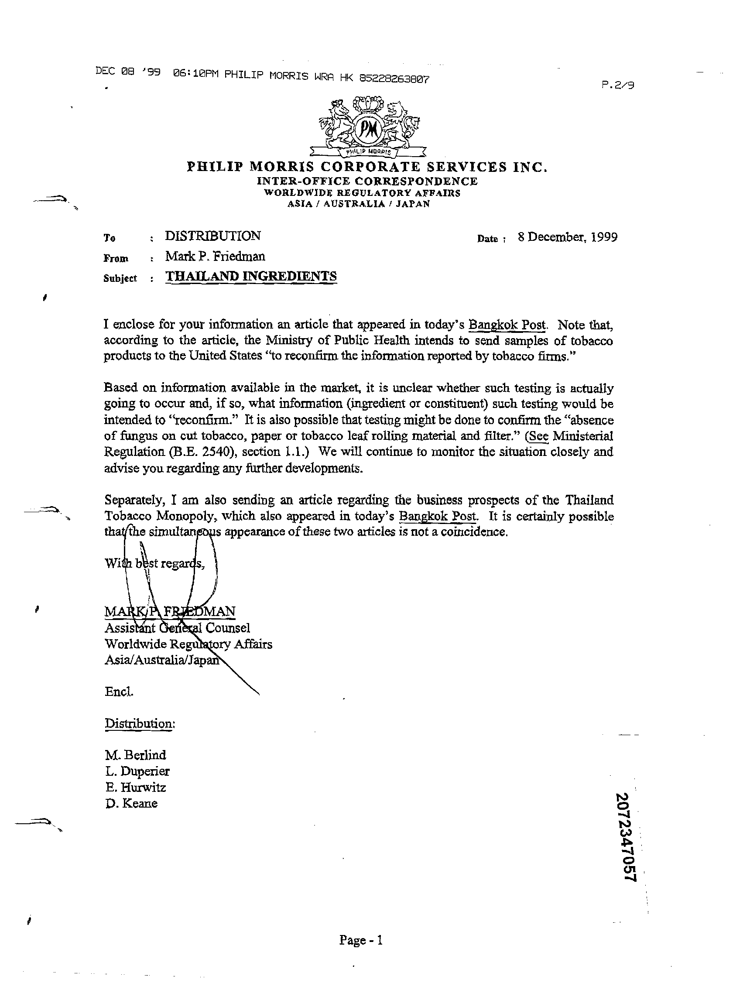 DEC 08 '99 06:10PM PHILIP MORRIS WRA HK 85228263807
P.2/9
PM
PHILIP MORRIS
PHILIP MORRIS CORPORATE SERVICES INC.
INTER-OFFICE CORRESPONDENCE
WORLDWIDE REGULATORY AFFAIRS
ASIA / AUSTRALIA / JAPAN
To : DISTRIBUTION Date : 8 December, 1999
From : Mark P. Friedman
Subject : THAILAND INGREDIENTS
I enclose for your information an article that appeared in today's Bangkok Post. Note that,
according to the article, the Ministry of Public Health intends to send samples of tobacco
products to the United States "to reconfirm the information reported by tobacco firms."
Based on information available in the market, it is unclear whether such testing is actually
going to occur and, if so, what information (ingredient or constituent) such testing would be
intended to "reconfirm." It is also possible that testing might be done to confirm the "absence
of fungus on cut tobacco, paper or tobacco leaf rolling material and filter." (See Ministerial
Regulation (B.E. 2540), section 1.1.) We will continue to monitor the situation closely and
advise you regarding any further developments.
Separately, I am also sending an article regarding the business prospects of the Thailand
Tobacco Monopoly, which also appeared in today's Bangkok Post. It is certainly possible
that the simultaneous appearance of these two articles is not a coincidence.
With best regards,
MARK P. FRIEDMAN
Assistant General Counsel
Worldwide Regulatory Affairs
Asia/Australia/Japan
Encl.
Distribution:
M. Berlind
L. Duperier
E. Hurwitz
D. Keane
2072347057
Page - 1